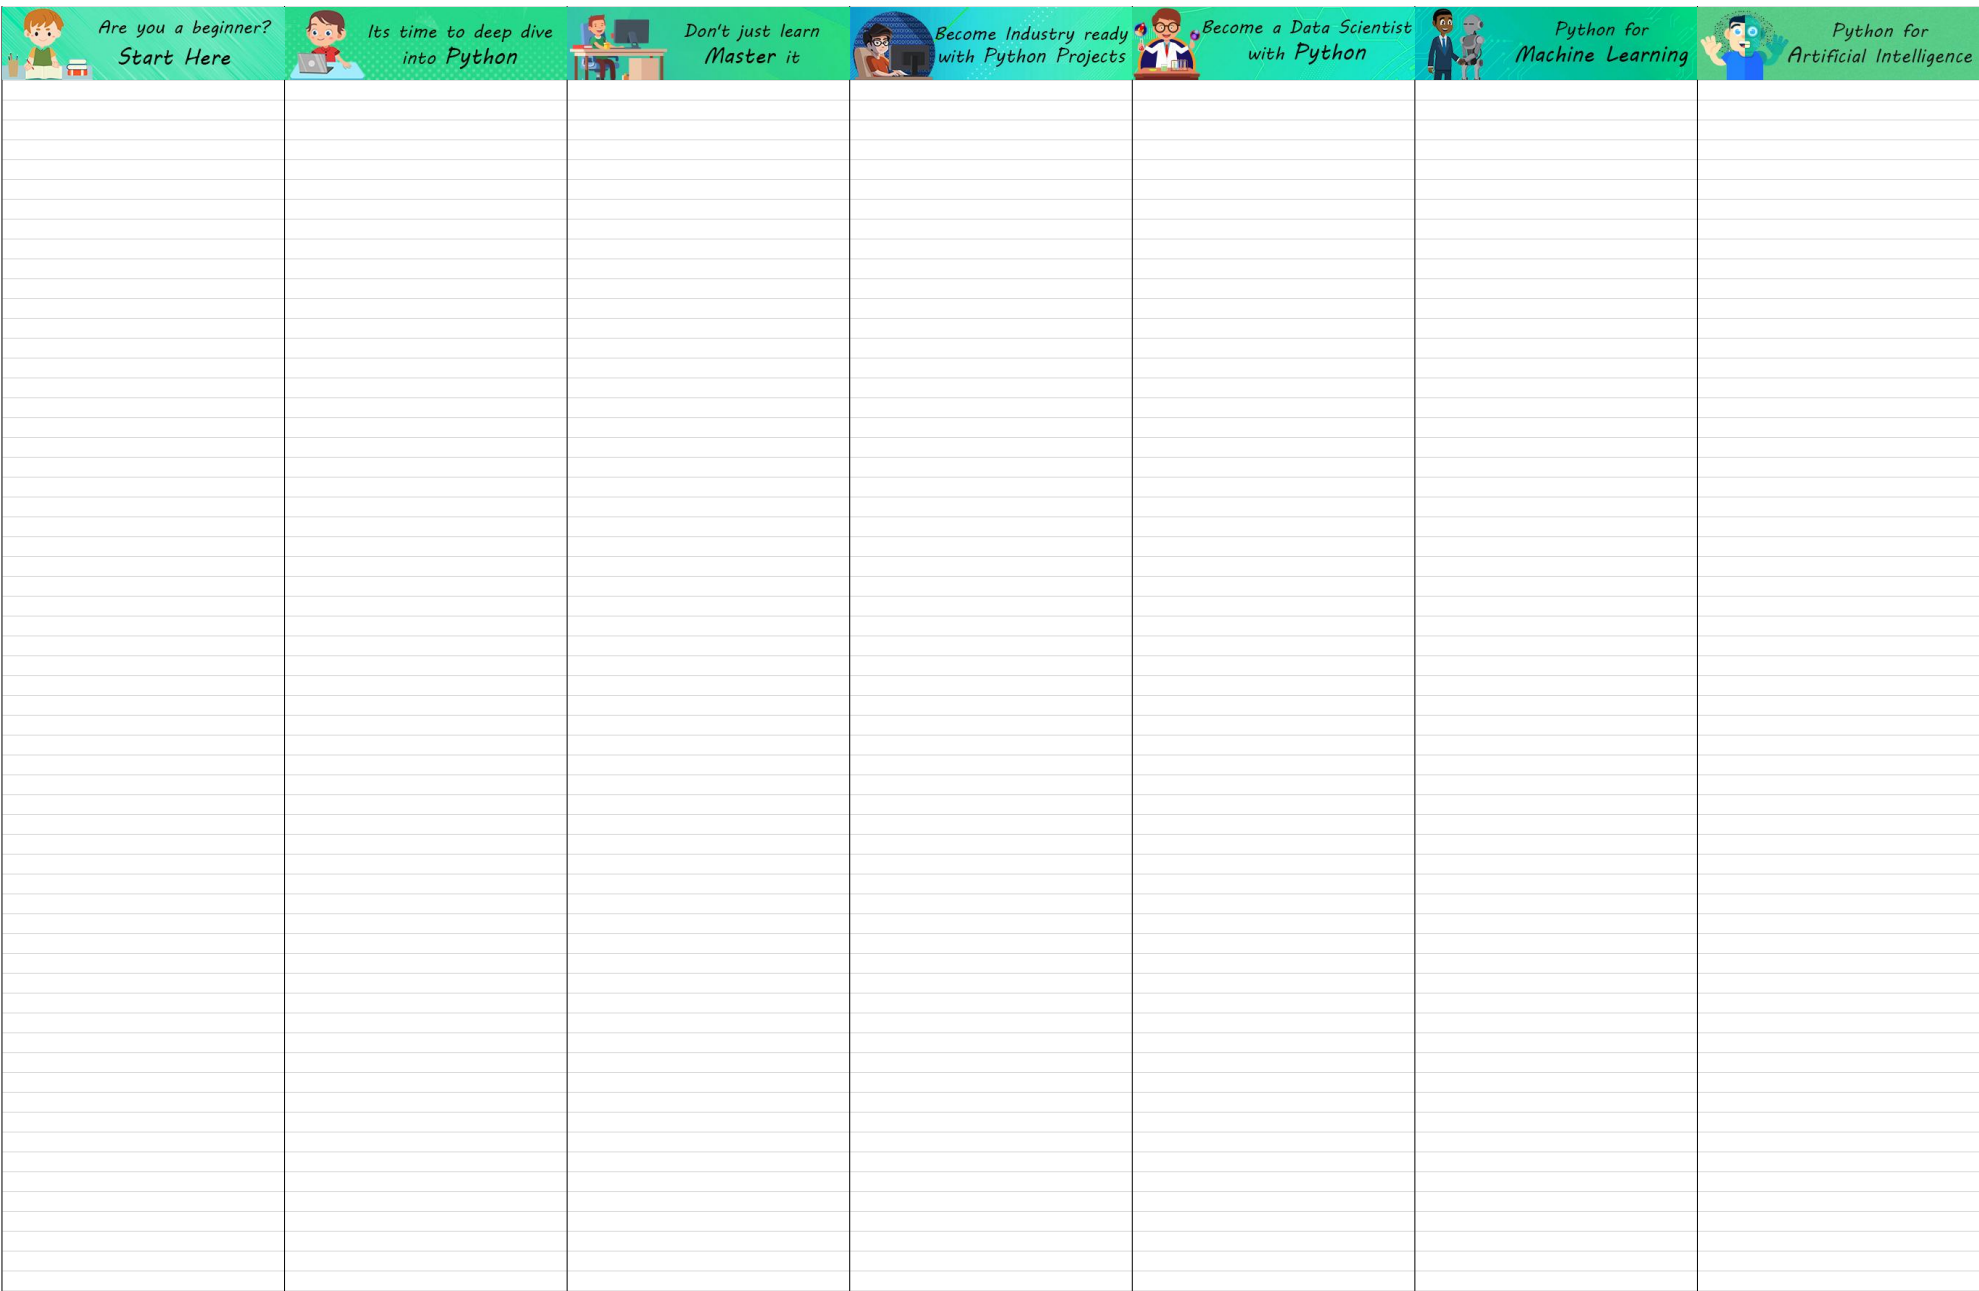 Are you a beginner?
Start Here
Its time to deep dive
into Python
Don't just learn
Master it
Become Industry ready
with Python Projects
Become a Data Scientist
with Python
Python for
Machine Learning
Python for
Artificial Intelligence